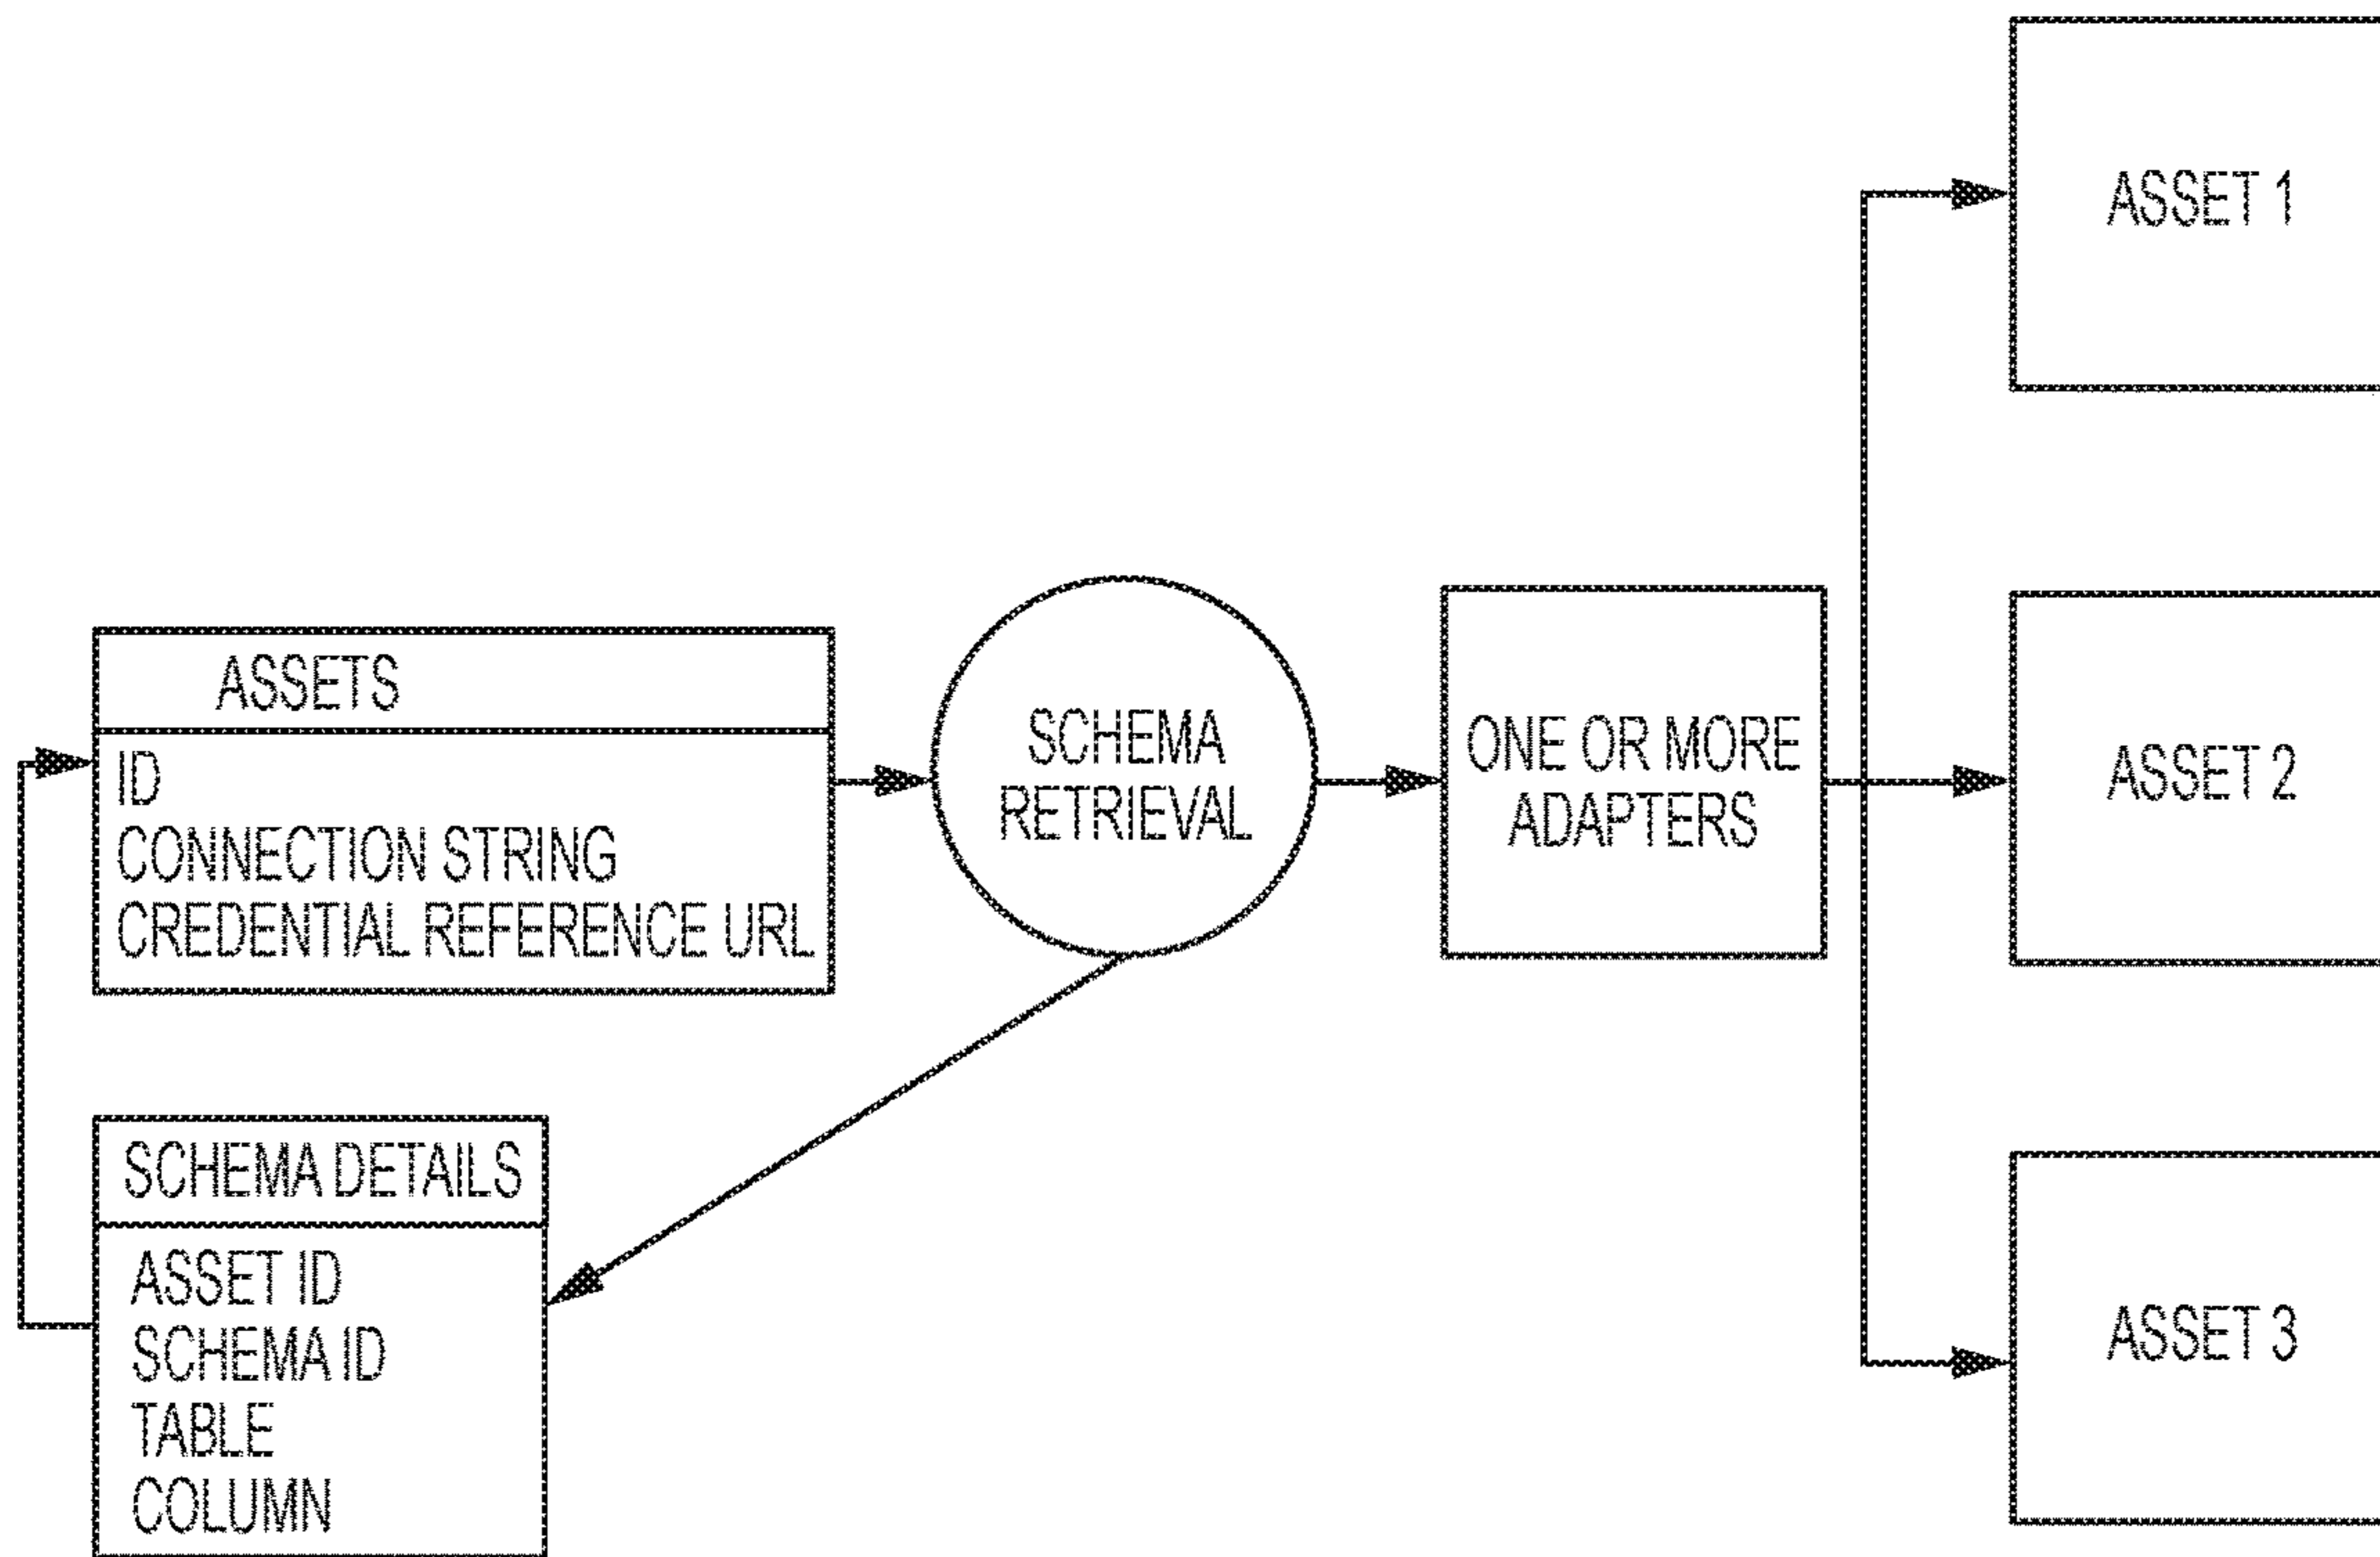 ASSETS
ID
CONNECTION STRING
CREDENTIAL REFERENCE URL
SCHEMA DETAILS
ASSET ID
SCHEMA ID
TABLE
COLUMN
SCHEMA
RETRIEVAL
ONE OR MORE
ADAPTERS
ASSET 1
ASSET 2
ASSET 3